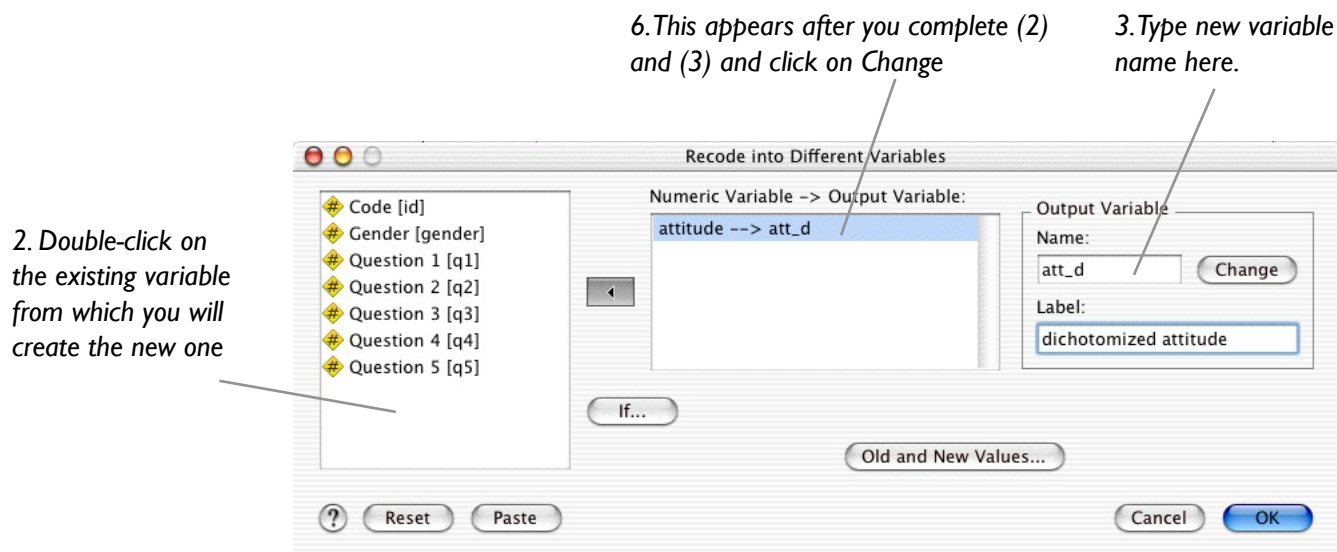 6. This appears after you complete (2)
and (3) and click on Change
3. Type new variable
name here.
2. Double-click on
the existing variable
from which you will
create the new one
Recode into Different Variables
Code [id]
Gender [gender]
Question 1 [q1]
Question 2 [q2]
Question 3 [q3]
Question 4 [q4]
Question 5 [q5]
Numeric Variable -> Output Variable:
attitude --> att_d
Output Variable
Name:
att_d
Change
Label:
dichotomized attitude
If...
Old and New Values...
?
Reset
Paste
Cancel
OK